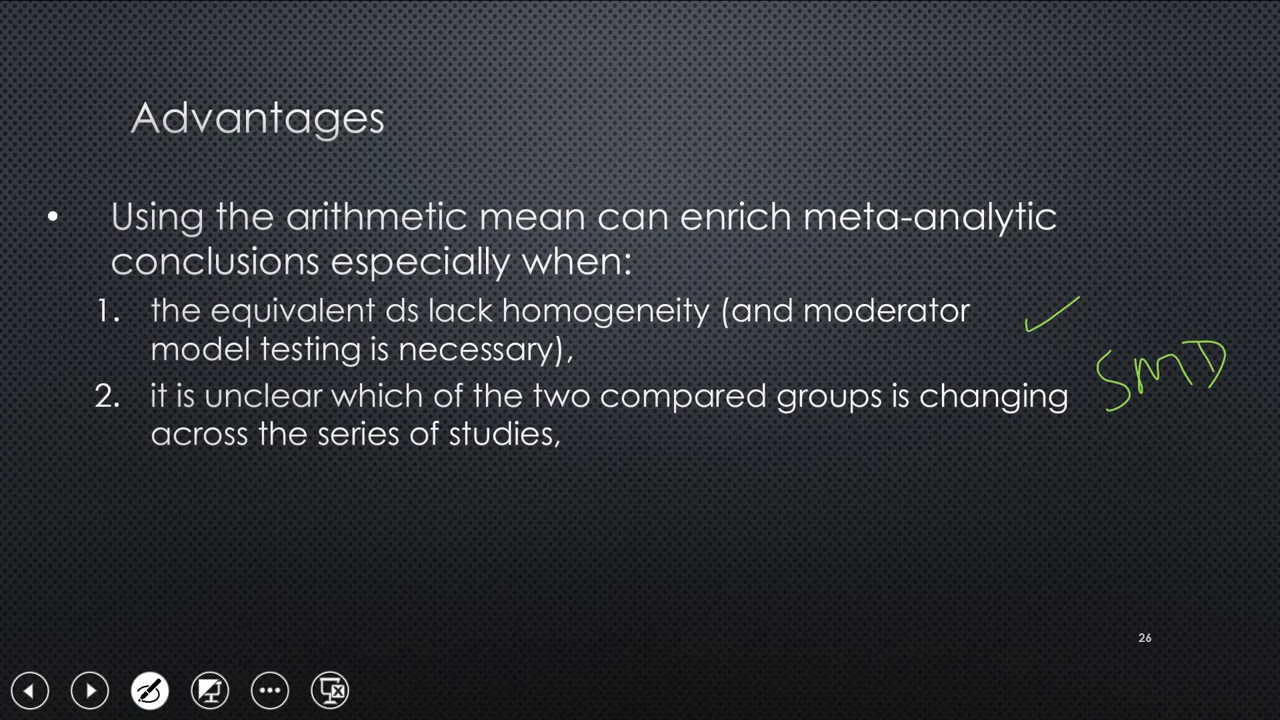 Advantages
• Using the arithmetic mean can enrich meta-analytic
conclusions especially when:
1. the equivalent ds lack homogeneity (and moderator
model testing is necessary),
SMD
2. it is unclear which of the two compared groups is changing
across the series of studies,
26